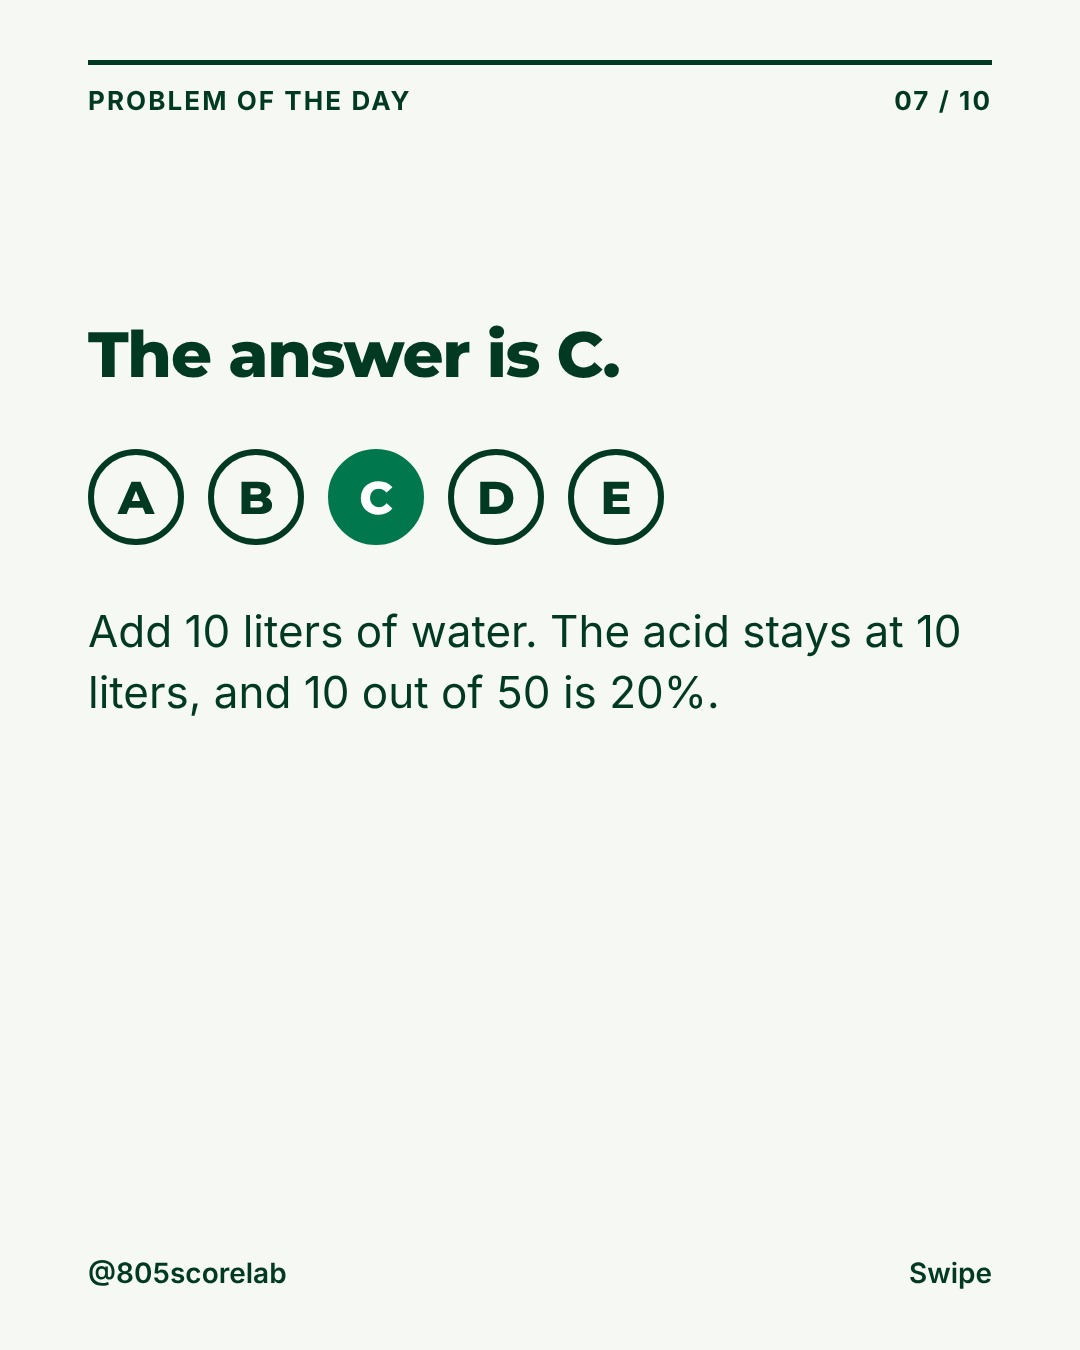 PROBLEM OF THE DAY
07 / 10
The answer is C.
A B C D E
Add 10 liters of water. The acid stays at 10
liters, and 10 out of 50 is 20%.
@805scorelab
Swipe